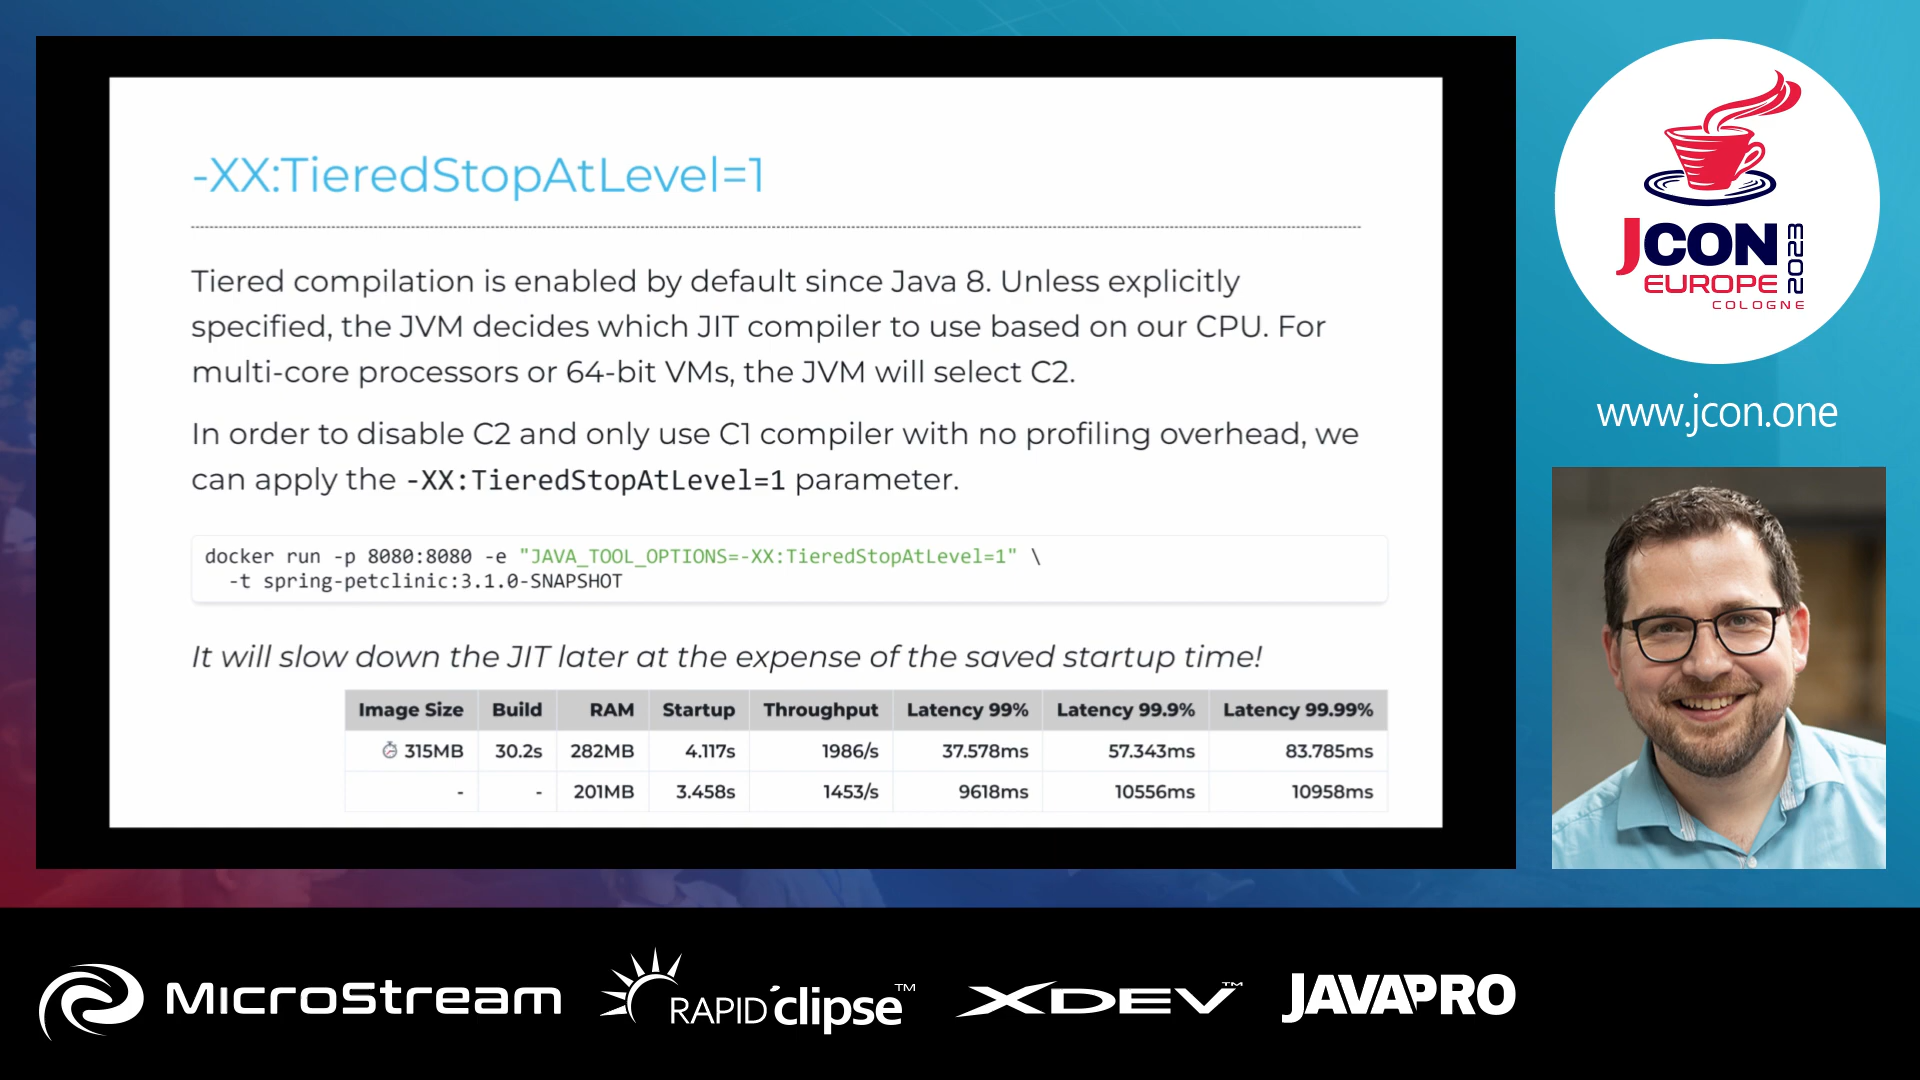 -XX:TieredStopAtLevel=1
Tiered compilation is enabled by default since Java 8. Unless explicitly
specified, the JVM decides which JIT compiler to use based on our CPU. For
multi-core processors or 64-bit VMs, the JVM will select C2.
In order to disable C2 and only use C1 compiler with no profiling overhead, we
can apply the -XX:TieredStopAtLevel=1 parameter.
docker run -p 8080:8080 -e "JAVA_TOOL_OPTIONS=-XX:TieredStopAtLevel=1" \
-t spring-petclinic:3.1.0-SNAPSHOT
It will slow down the JIT later at the expense of the saved startup time!
Image Size Build RAM Startup Throughput Latency 99% Latency 99.9% Latency 99.99%
⏱ 315MB 30.2s 282MB 4.117s 1986/s 37.578ms 57.343ms 83.785ms
- - 201MB 3.458s 1453/s 9618ms 10556ms 10958ms
JCON
EUROPE
2023
COLOGNE
www.jcon.one
MicroStream
RAPID clipse™
XDEV™
JAVAPRO